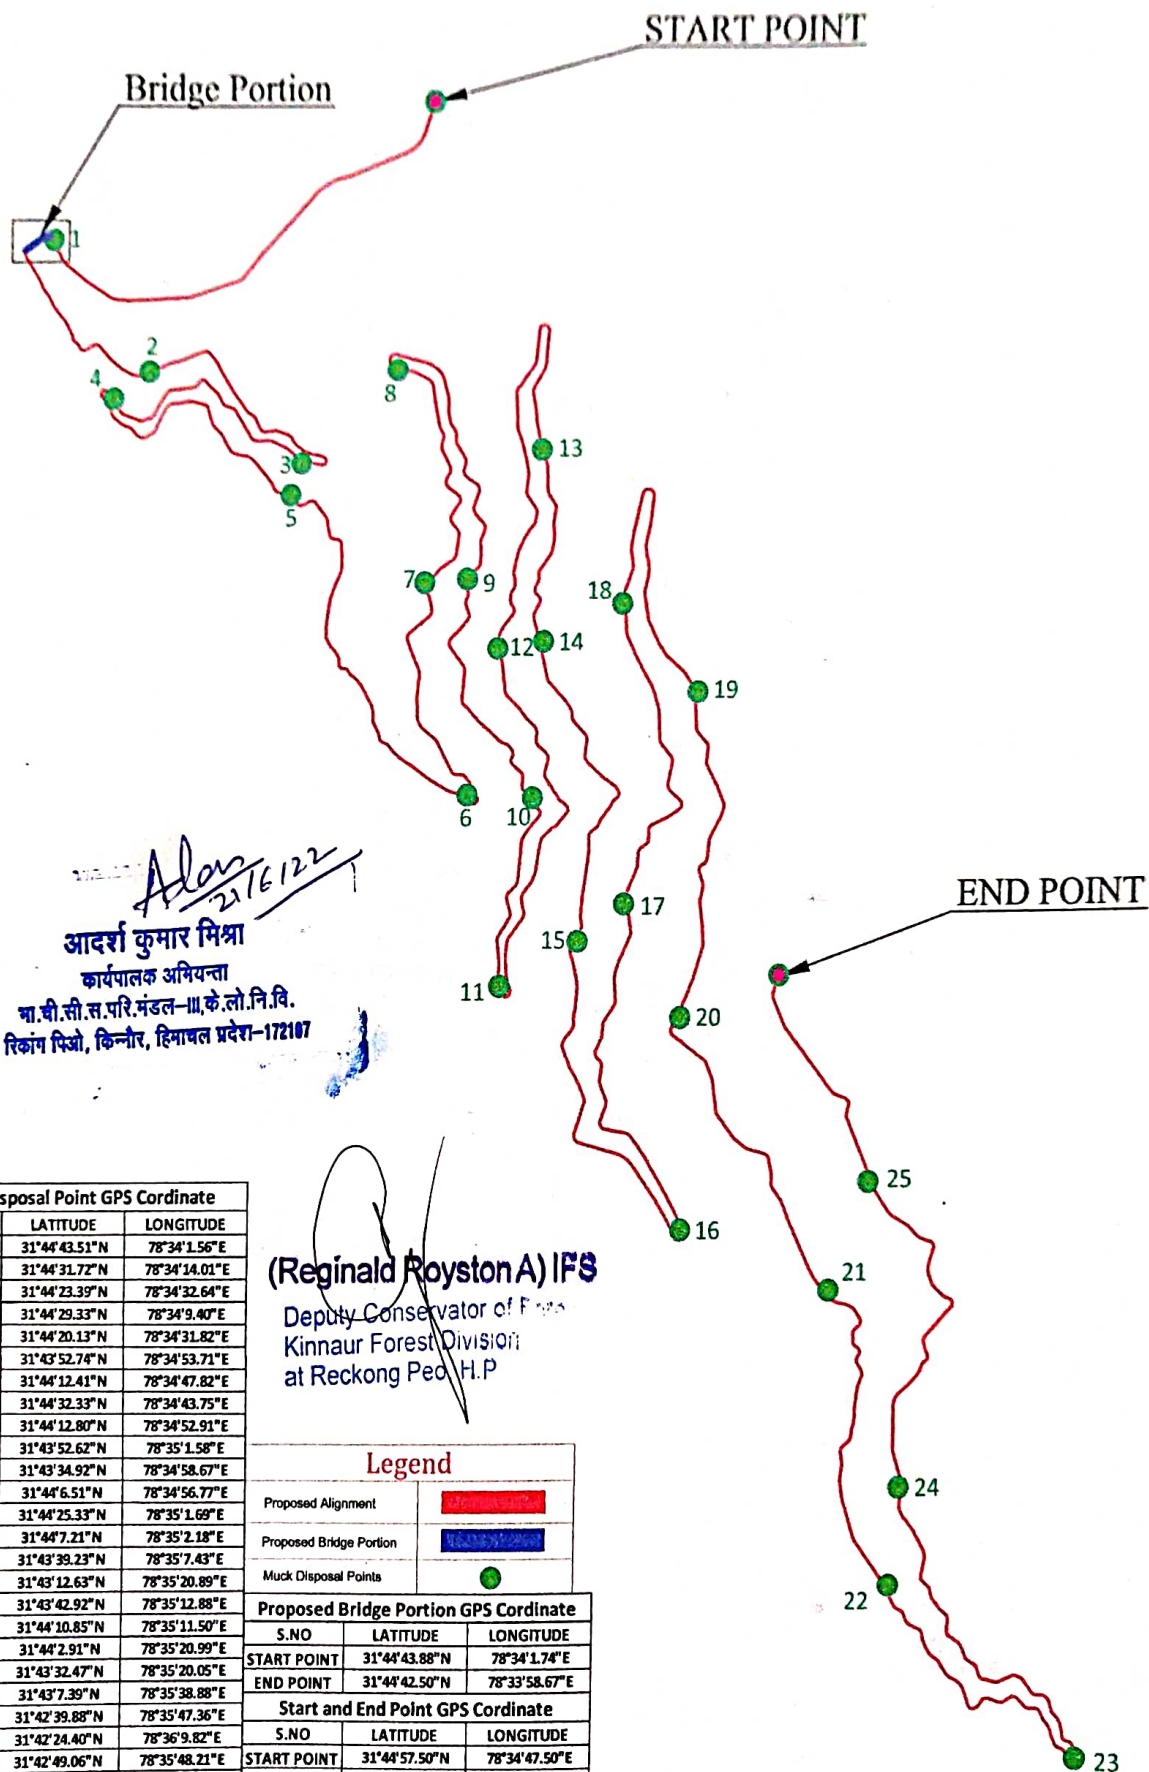 START POINT
Bridge Portion
1
2
4
8
3
13
5
7
9
18
12
14
19
6
10
17
END POINT
15
11
20
21/6/22
आदर्श कुमार मिश्रा
कार्यपालक अभियन्ता
भा.ची.सी.स.परि.मंडल-III,के.लो.नि.वि.
रिकांग पिओ, किन्नौर, हिमाचल प्रदेश-172107
25
16
21
24
22
23
(Reginald Royston A) IFS
Deputy Conservator of
Kinnaur Forest Division
at Reckong Peo H.P
sposal Point GPS Cordinate
LATITUDE LONGITUDE
31°44'43.51"N 78°34'1.56"E
31°44'31.72"N 78°34'14.01"E
31°44'23.39"N 78°34'32.64"E
31°44'29.33"N 78°34'9.40"E
31°44'20.13"N 78°34'31.82"E
31°43'52.74"N 78°34'53.71"E
31°44'12.41"N 78°34'47.82"E
31°44'32.33"N 78°34'43.75"E
31°44'12.80"N 78°34'52.91"E
31°43'52.62"N 78°35'1.58"E
31°43'34.92"N 78°34'58.67"E
31°44'6.51"N 78°34'56.77"E
31°44'25.33"N 78°35'1.69"E
31°44'7.21"N 78°35'2.18"E
31°43'39.23"N 78°35'7.43"E
31°43'12.63"N 78°35'20.89"E
31°43'42.92"N 78°35'12.88"E
31°44'10.85"N 78°35'11.50"E
31°44'2.91"N 78°35'20.99"E
31°43'32.47"N 78°35'20.05"E
31°43'7.39"N 78°35'38.88"E
31°42'39.88"N 78°35'47.36"E
31°42'24.40"N 78°36'9.82"E
31°42'49.06"N 78°35'48.21"E
Legend
Proposed Alignment
Proposed Bridge Portion
Muck Disposal Points
Proposed Bridge Portion GPS Cordinate
S.NO LATITUDE LONGITUDE
START POINT 31°44'43.88"N 78°34'1.74"E
END POINT 31°44'42.50"N 78°33'58.67"E
Start and End Point GPS Cordinate
S.NO LATITUDE LONGITUDE
START POINT 31°44'57.50"N 78°34'47.50"E